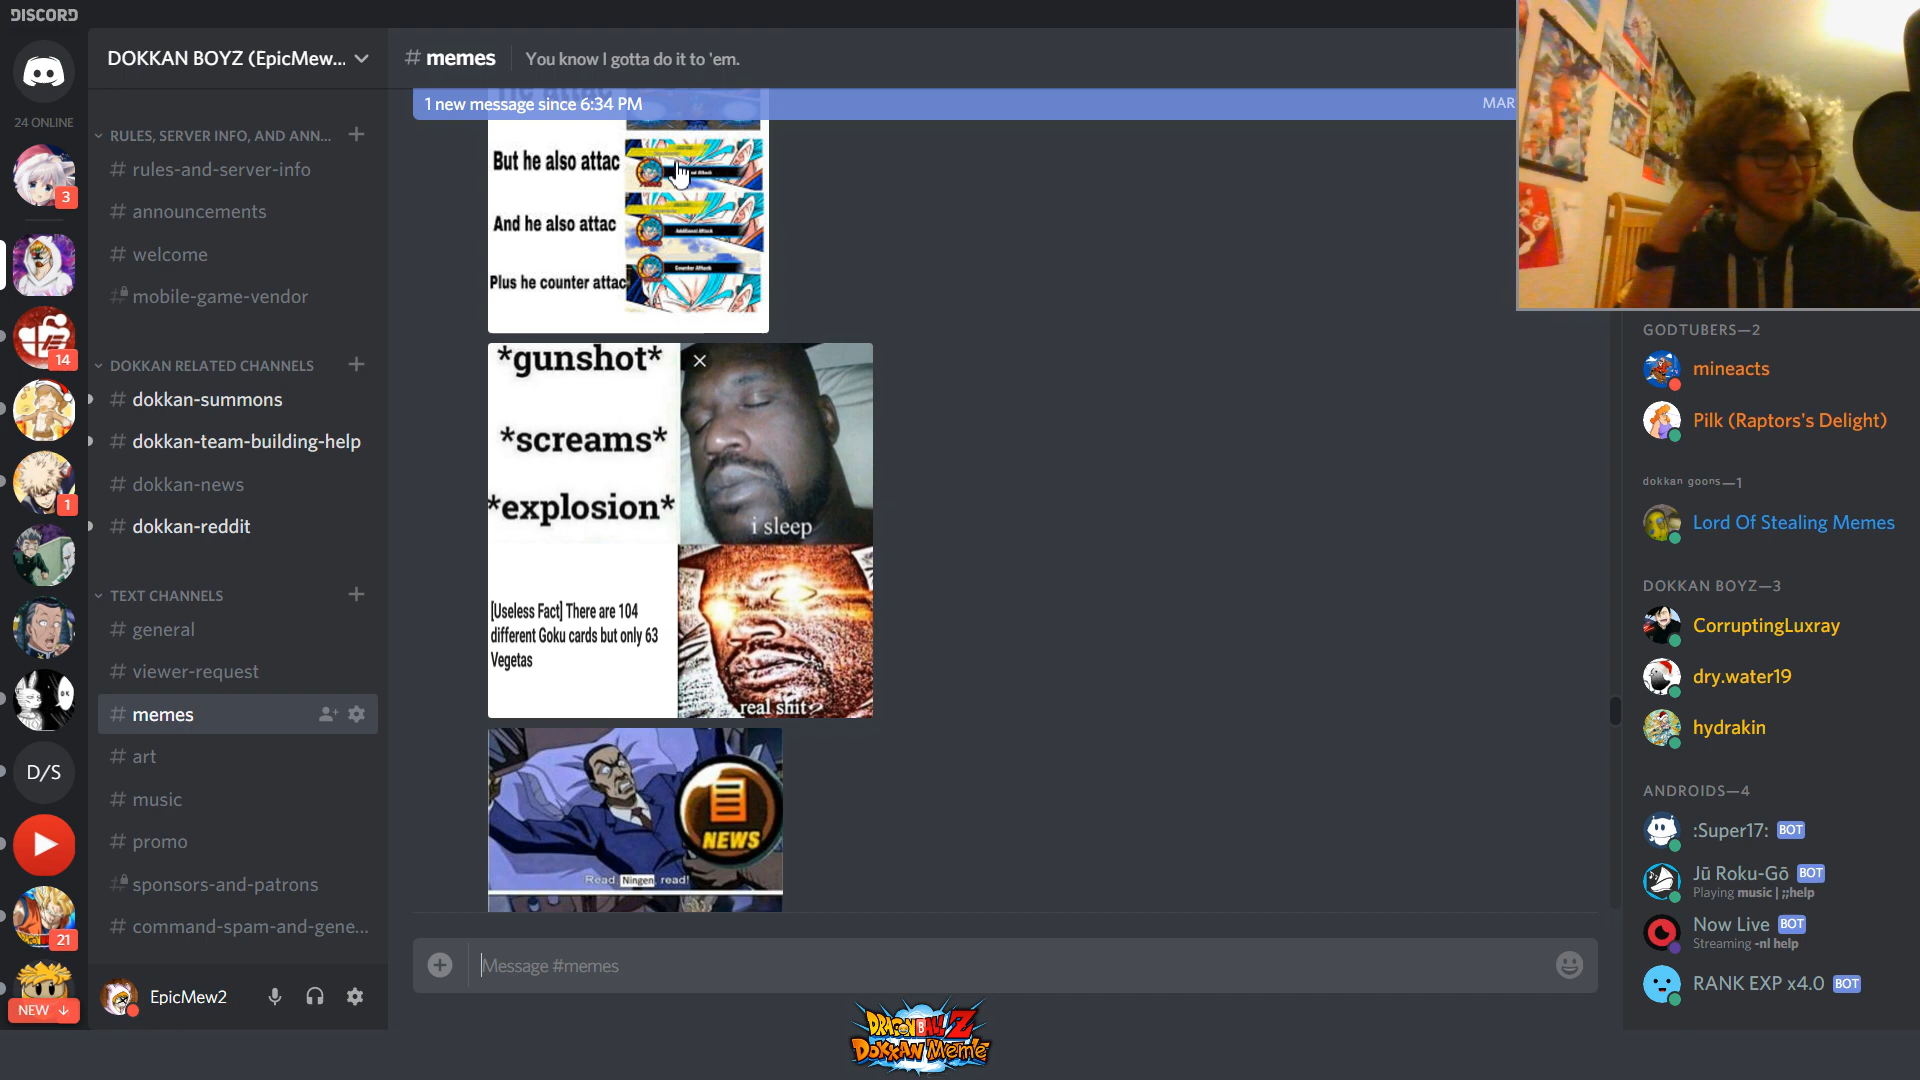 DISCORD
24 ONLINE
3
14
1
D/S
21
NEW ↓
DOKKAN BOYZ (EpicMew...
RULES, SERVER INFO, AND ANN...
# rules-and-server-info
# announcements
# welcome
# mobile-game-vendor
DOKKAN RELATED CHANNELS
# dokkan-summons
# dokkan-team-building-help
# dokkan-news
# dokkan-reddit
TEXT CHANNELS
# general
# viewer-request
# memes
# art
# music
# promo
# sponsors-and-patrons
# command-spam-and-gene...
EpicMew2
# memes
You know I gotta do it to 'em.
1 new message since 6:34 PM
MAR
He attac
But he also attac
And he also attac
Additional Attack
Plus he counter attac
Counter Attack
*gunshot*
*screams*
*explosion*
i sleep
[Useless Fact] There are 104
different Goku cards but only 63
Vegetas
real shit?
NEWS
Read Ningen, read!
Message #memes
DRAGON BALL Z
DOKKAN MEME
GODTUBERS—2
mineacts
Pilk (Raptors's Delight)
dokkan goons—1
Lord Of Stealing Memes
DOKKAN BOYZ—3
CorruptingLuxray
dry.water19
hydrakin
ANDROIDS—4
:Super17: BOT
Jū Roku-Gō BOT
Playing music | ;;help
Now Live BOT
Streaming -nl help
RANK EXP x4.0 BOT